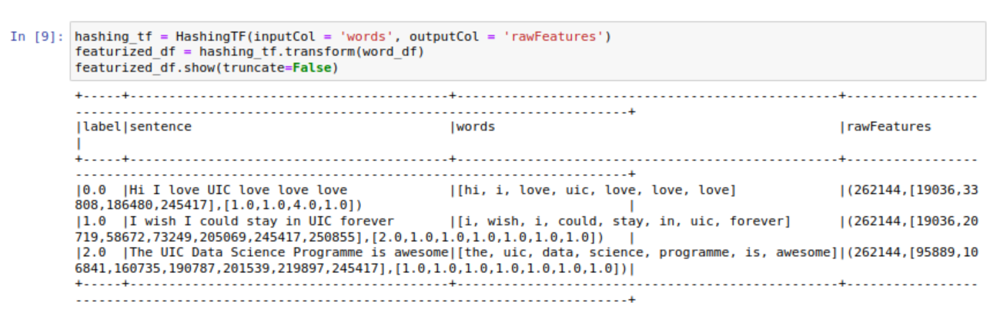 In [9]: hashing_tf = HashingTF(inputCol = 'words', outputCol = 'rawFeatures')
featurized_df = hashing_tf.transform(word_df)
featurized_df.show(truncate=False)
+-----+-----------------------------------------+-------------------------------------------------+-----------------
-----------------------------------------------------------------------+
|label|sentence                                 |words                                            |rawFeatures
|
+-----+-----------------------------------------+-------------------------------------------------+-----------------
-----------------------------------------------------------------------+
|0.0  |Hi I love UIC love love love             |[hi, i, love, uic, love, love, love]             |(262144,[19036,33
808,186480,245417],[1.0,1.0,4.0,1.0])                                  |
|1.0  |I wish I could stay in UIC forever       |[i, wish, i, could, stay, in, uic, forever]      |(262144,[19036,20
719,58672,73249,205069,245417,250855],[2.0,1.0,1.0,1.0,1.0,1.0,1.0])   |
|2.0  |The UIC Data Science Programme is awesome|[the, uic, data, science, programme, is, awesome]|(262144,[95889,10
6841,160735,190787,201539,219897,245417],[1.0,1.0,1.0,1.0,1.0,1.0,1.0])|
+-----+-----------------------------------------+-------------------------------------------------+-----------------
-----------------------------------------------------------------------+